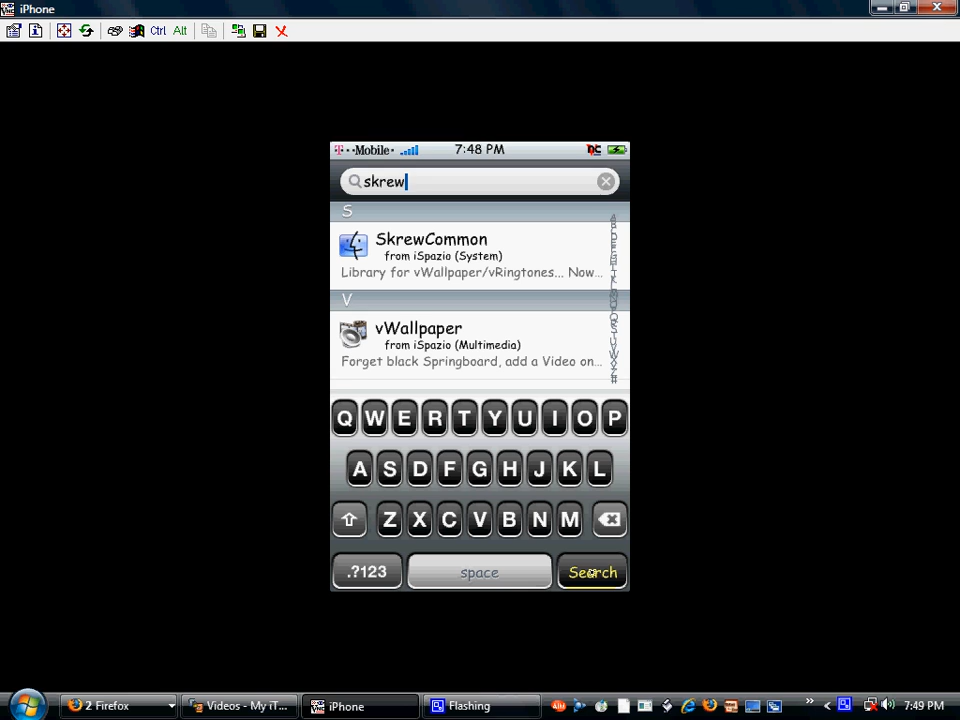 iPhone
Ctrl Alt
T··Mobile· 7:48 PM
skrew
S
SkrewCommon
from iSpazio (System)
Library for vWallpaper/vRingtones... Now...
V
vWallpaper
from iSpazio (Multimedia)
Forget black Springboard, add a Video on...
Q W E R T Y U I O P
A S D F G H J K L
Z X C V B N M
.?123 space Search
2 Firefox Videos - My iT... iPhone Flashing 7:49 PM